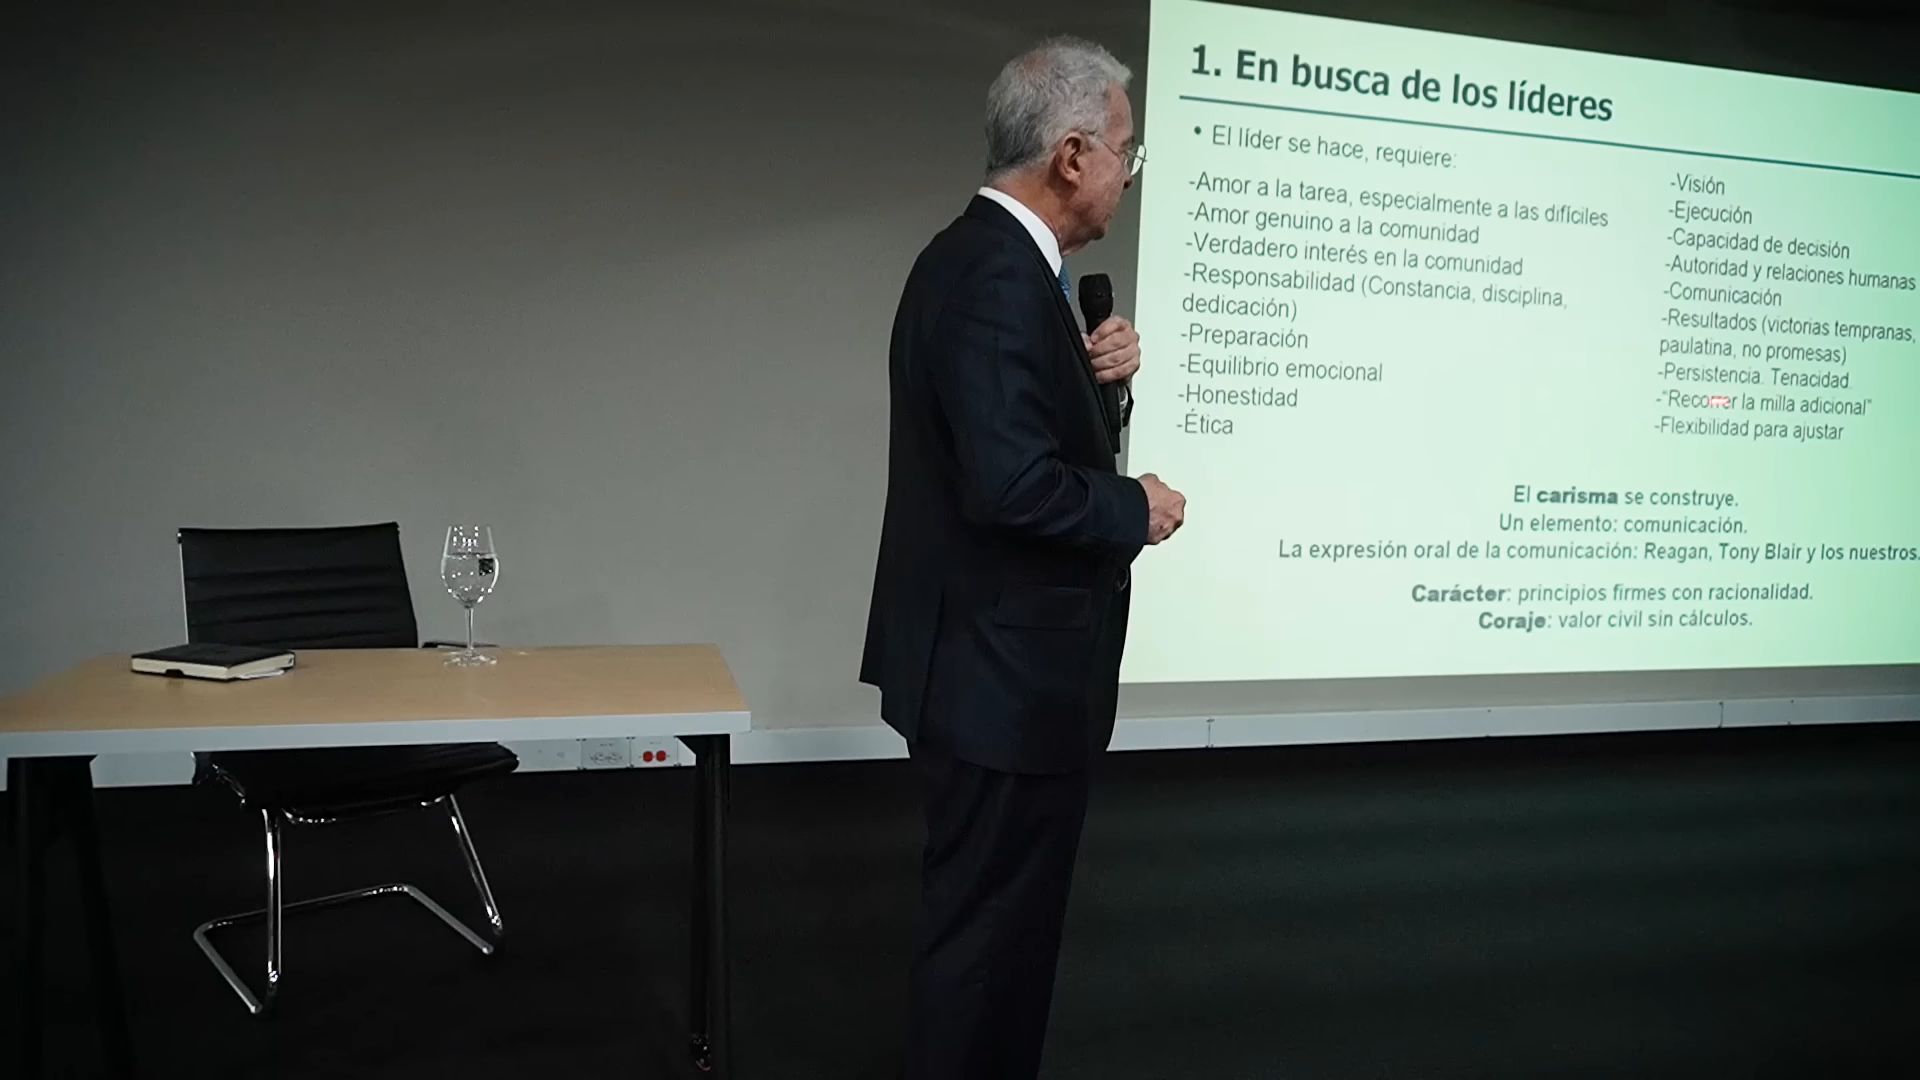 1. En busca de los líderes
• El líder se hace, requiere:
-Amor a la tarea, especialmente a las difíciles
-Amor genuino a la comunidad
-Verdadero interés en la comunidad
-Responsabilidad (Constancia, disciplina,
dedicación)
-Preparación
-Equilibrio emocional
-Honestidad
-Ética
-Visión
-Ejecución
-Capacidad de decisión
-Autoridad y relaciones humanas
-Comunicación
-Resultados (victorias tempranas,
paulatina, no promesas)
-Persistencia. Tenacidad.
-"Recorrer la milla adicional"
-Flexibilidad para ajustar
El carisma se construye.
Un elemento: comunicación.
La expresión oral de la comunicación: Reagan, Tony Blair y los nuestros.
Carácter: principios firmes con racionalidad.
Coraje: valor civil sin cálculos.